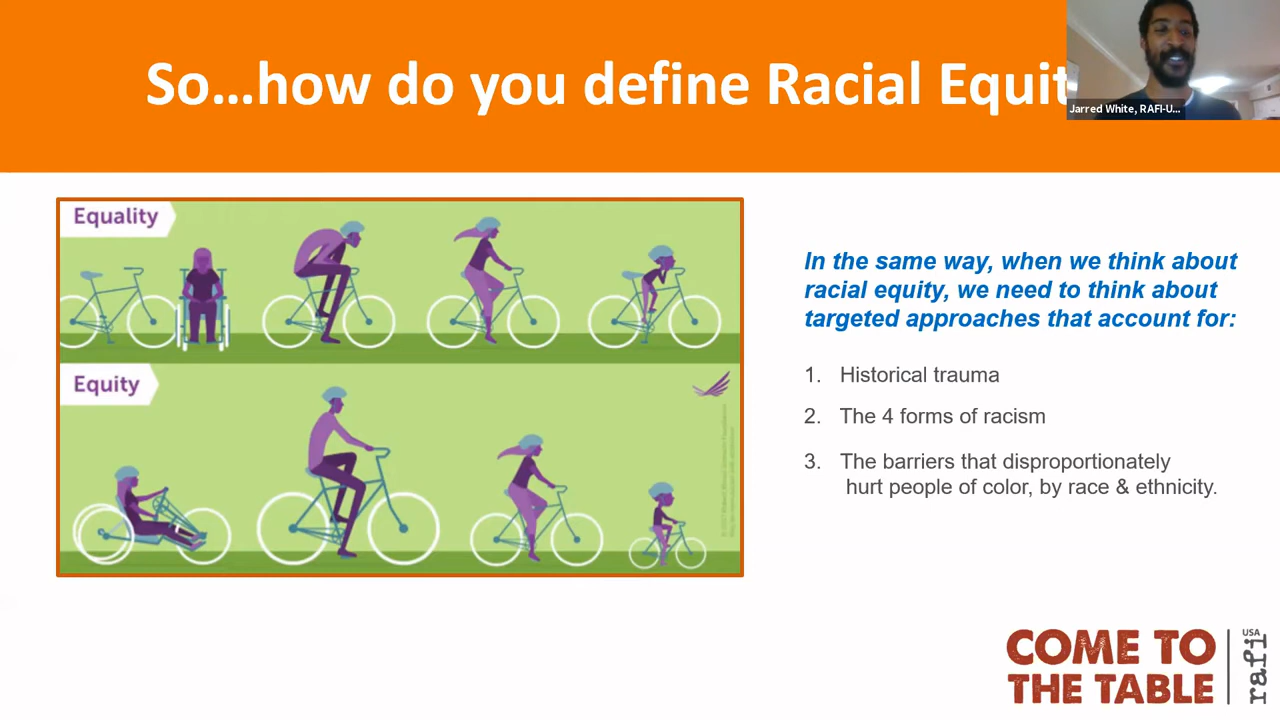 So...how do you define Racial Equit
Jarred White, RAFI-U...
Equality
Equity
In the same way, when we think about
racial equity, we need to think about
targeted approaches that account for:
1. Historical trauma
2. The 4 forms of racism
3. The barriers that disproportionately
hurt people of color, by race & ethnicity.
COME TO
THE TABLE
rafi
USA